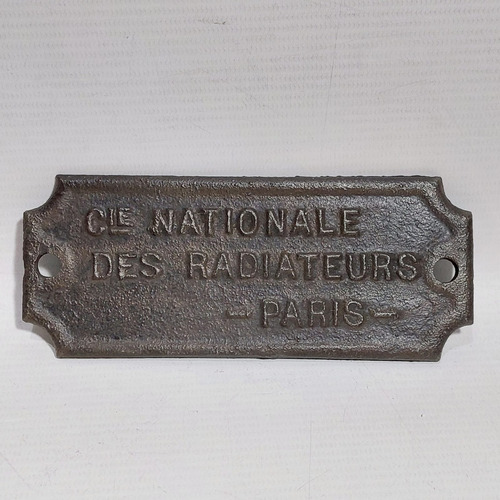 CIE NATIONALE
DES RADIATEURS
— PARIS —